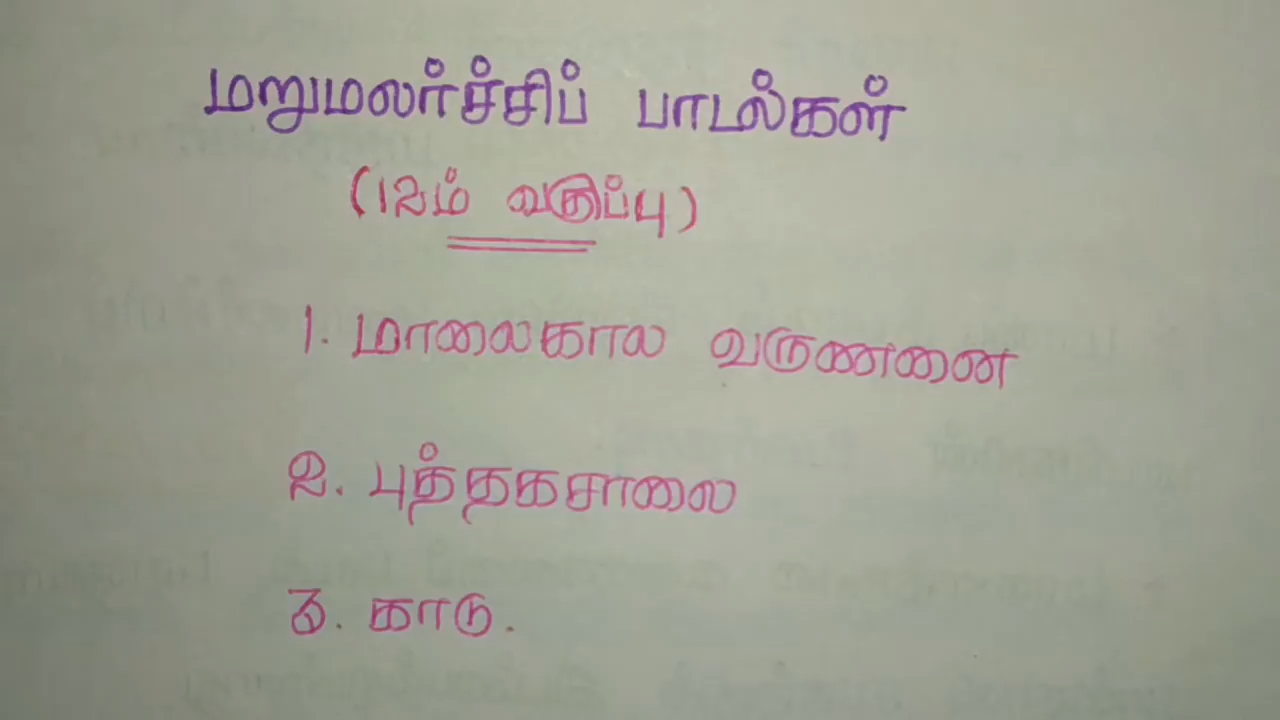 மறுமலர்ச்சிப் பாடல்கள்
(12ம் வகுப்பு)
1. மாலைகால வருணனை
2. புத்தகசாலை
3. காடு.